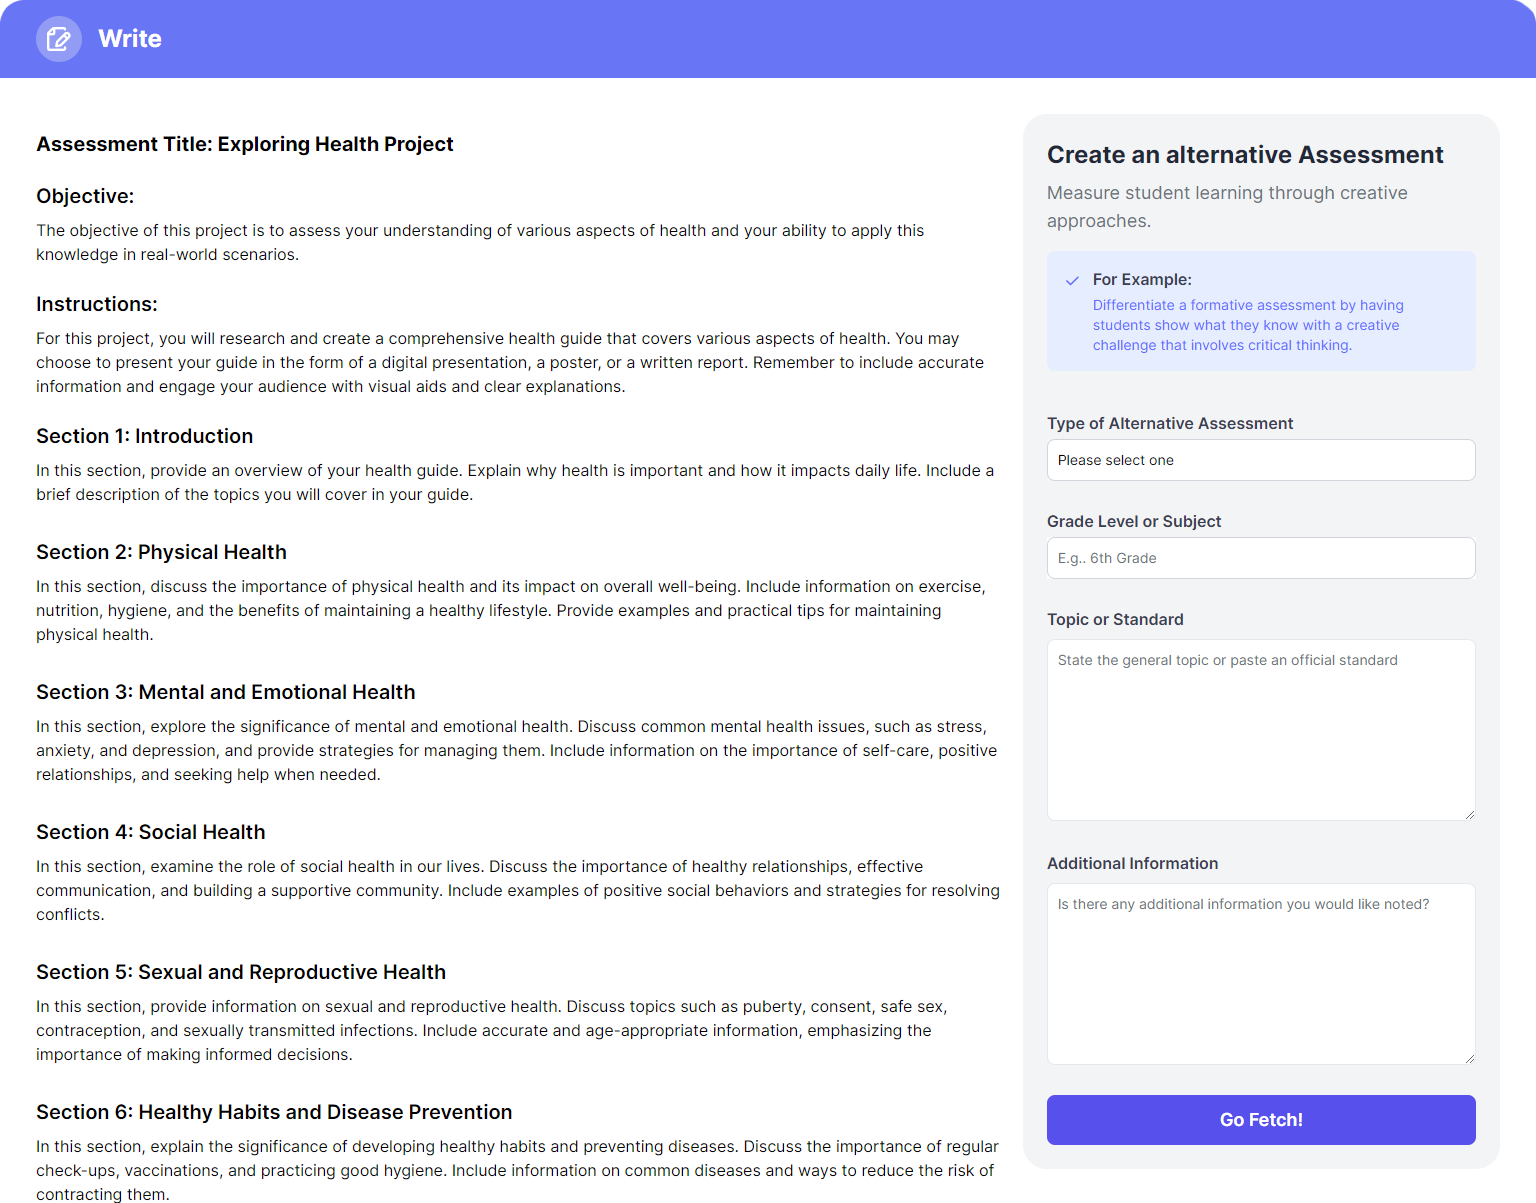 Write
Assessment Title: Exploring Health Project
Objective:
The objective of this project is to assess your understanding of various aspects of health and your ability to apply this
knowledge in real-world scenarios.
Instructions:
For this project, you will research and create a comprehensive health guide that covers various aspects of health. You may
choose to present your guide in the form of a digital presentation, a poster, or a written report. Remember to include accurate
information and engage your audience with visual aids and clear explanations.
Section 1: Introduction
In this section, provide an overview of your health guide. Explain why health is important and how it impacts daily life. Include a
brief description of the topics you will cover in your guide.
Section 2: Physical Health
In this section, discuss the importance of physical health and its impact on overall well-being. Include information on exercise,
nutrition, hygiene, and the benefits of maintaining a healthy lifestyle. Provide examples and practical tips for maintaining
physical health.
Section 3: Mental and Emotional Health
In this section, explore the significance of mental and emotional health. Discuss common mental health issues, such as stress,
anxiety, and depression, and provide strategies for managing them. Include information on the importance of self-care, positive
relationships, and seeking help when needed.
Section 4: Social Health
In this section, examine the role of social health in our lives. Discuss the importance of healthy relationships, effective
communication, and building a supportive community. Include examples of positive social behaviors and strategies for resolving
conflicts.
Section 5: Sexual and Reproductive Health
In this section, provide information on sexual and reproductive health. Discuss topics such as puberty, consent, safe sex,
contraception, and sexually transmitted infections. Include accurate and age-appropriate information, emphasizing the
importance of making informed decisions.
Section 6: Healthy Habits and Disease Prevention
In this section, explain the significance of developing healthy habits and preventing diseases. Discuss the importance of regular
check-ups, vaccinations, and practicing good hygiene. Include information on common diseases and ways to reduce the risk of
contracting them.
Create an alternative Assessment
Measure student learning through creative
approaches.
For Example:
Differentiate a formative assessment by having
students show what they know with a creative
challenge that involves critical thinking.
Type of Alternative Assessment
Please select one
Grade Level or Subject
E.g.. 6th Grade
Topic or Standard
State the general topic or paste an official standard
Additional Information
Is there any additional information you would like noted?
Go Fetch!